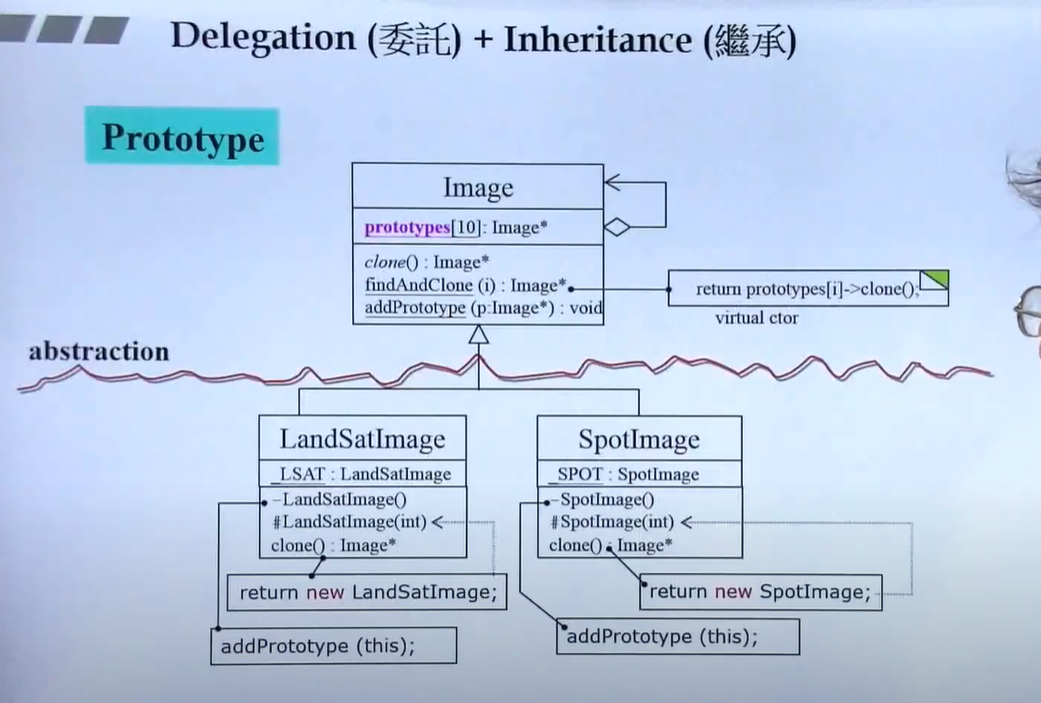 Delegation (委託) + Inheritance (繼承)
Prototype
Image
prototypes[10]: Image*
clone() : Image*
findAndClone (i) : Image*
addPrototype (p:Image*) : void
return prototypes[i]->clone();
virtual ctor
abstraction
LandSatImage
_LSAT : LandSatImage
-LandSatImage()
#LandSatImage(int)
clone() : Image*
return new LandSatImage;
addPrototype (this);
SpotImage
_SPOT : SpotImage
-SpotImage()
#SpotImage(int)
clone() : Image*
return new SpotImage;
addPrototype (this);